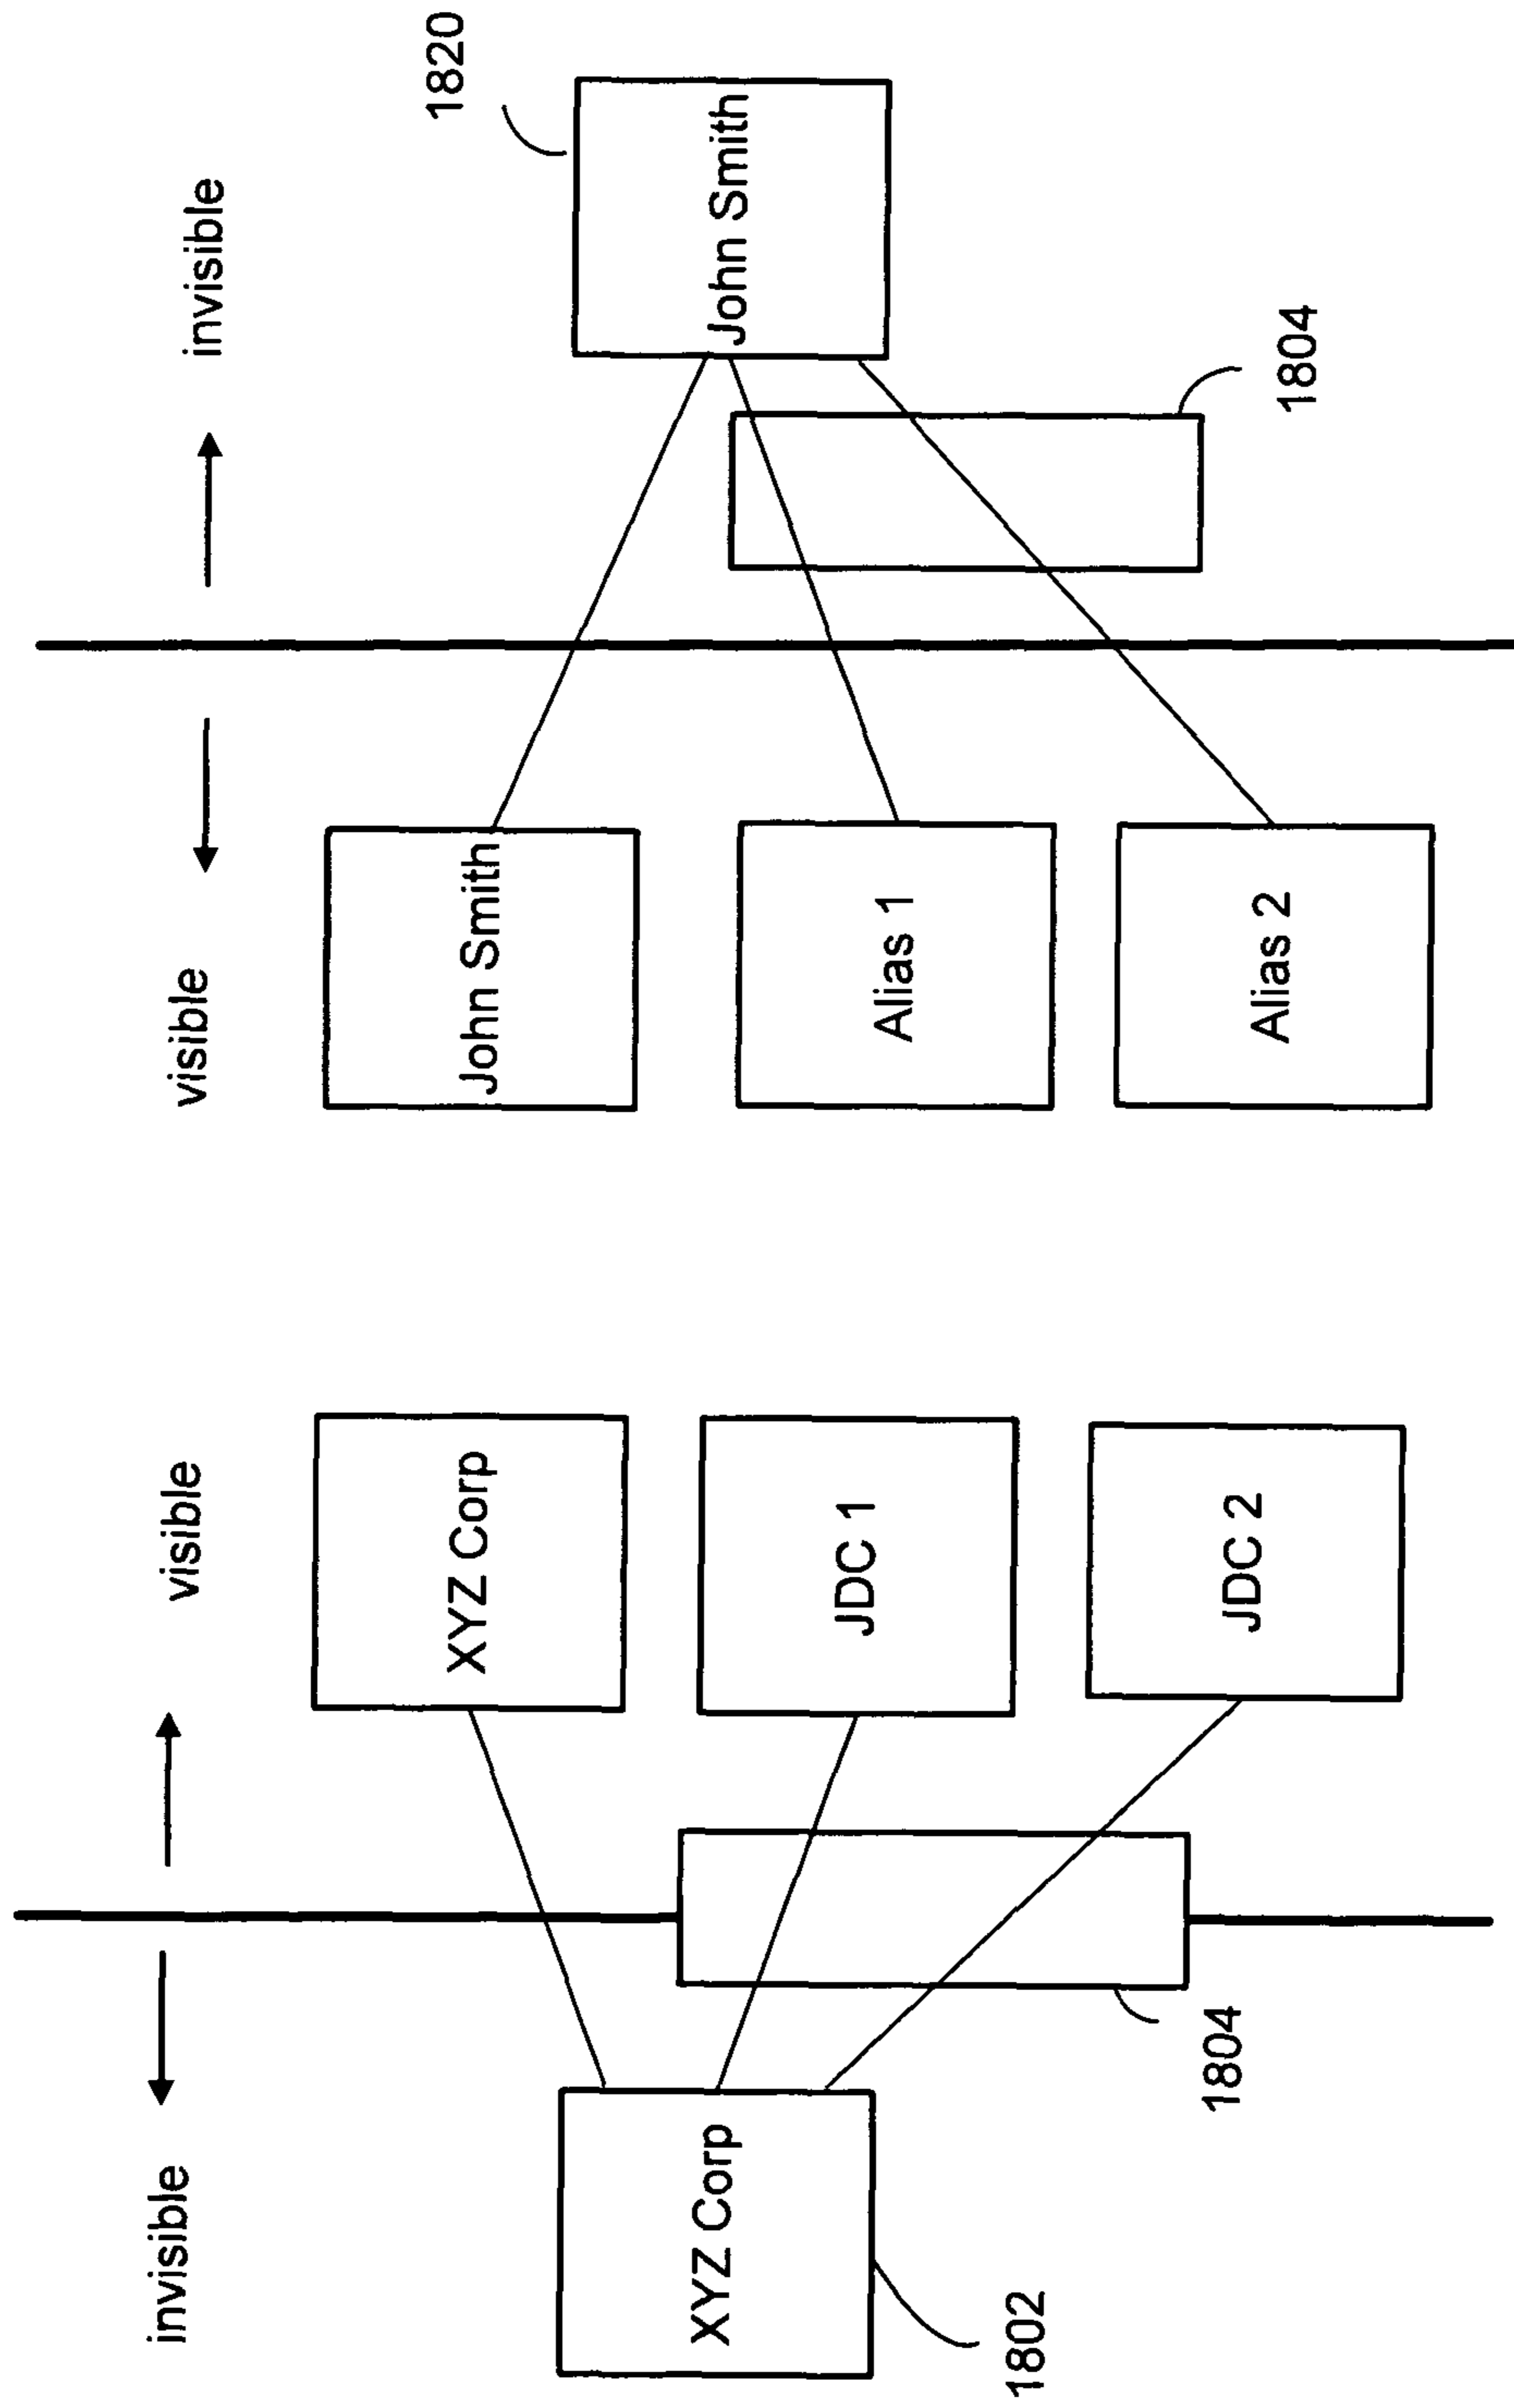 invisible
visible
visible
invisible
1820
XYZ Corp
John Smith
XYZ Corp
John Smith
JDC 1
Alias 1
1802
1804
JDC 2
Alias 2
1804